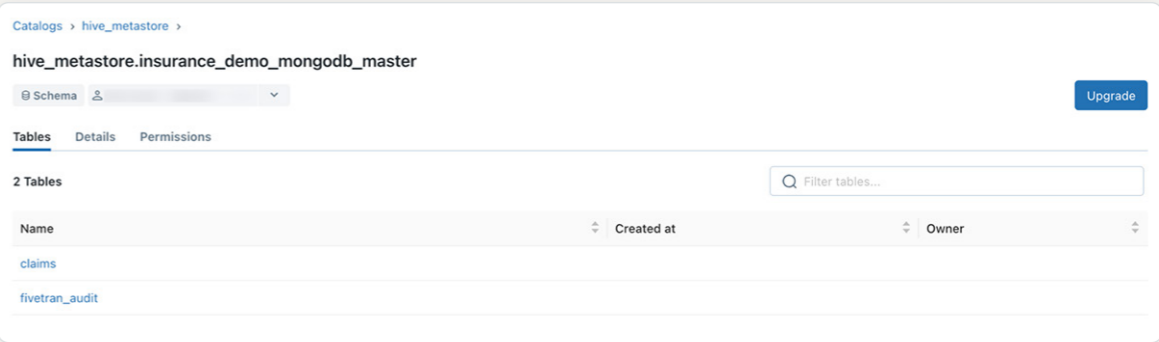 Catalogs > hive_metastore >
hive_metastore.insurance_demo_mongodb_master
Schema
Upgrade
Tables Details Permissions
2 Tables
Filter tables...
Name Created at Owner
claims
fivetran_audit